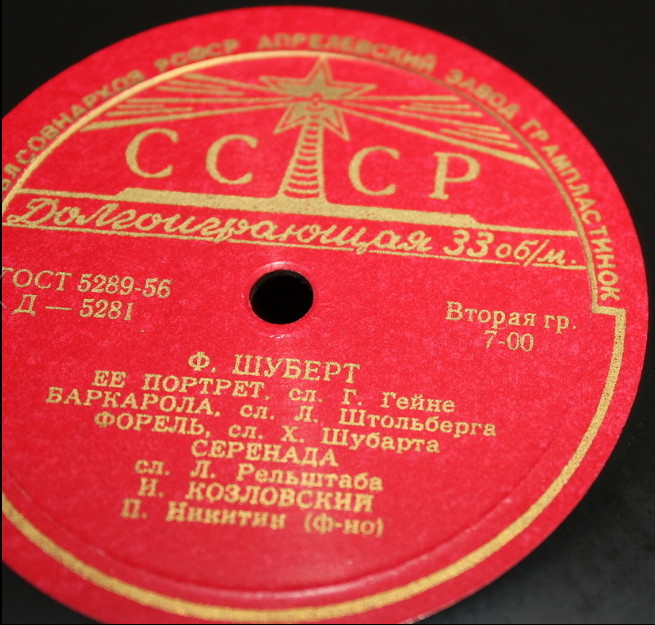 СОВНАРХОЗ РСФСР АПРЕЛЕВСКИЙ ЗАВОД ГРАМПЛАСТИНОК
СССР
Долгоиграющая 33 об/м.
ГОСТ 5289-56
Д — 5281
Вторая гр.
7-00
Ф. ШУБЕРТ
ЕЕ ПОРТРЕТ, сл. Г. Гейне
БАРКАРОЛА, сл. Л. Штольберга
ФОРЕЛЬ, сл. Х. Шубарта
СЕРЕНАДА
сл. Л. Рельштаба
И. КОЗЛОВСКИЙ
П. Никитин (ф-но)